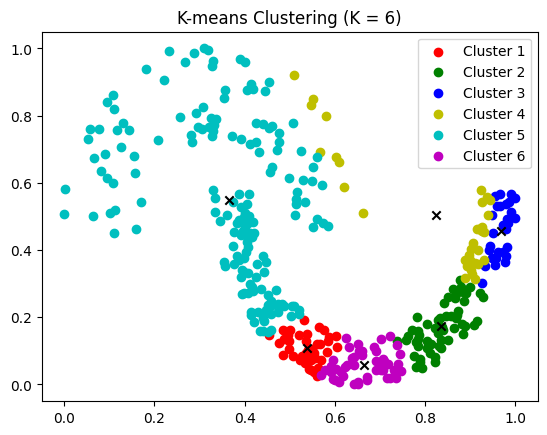 K-means Clustering (K = 6)
Cluster 1
Cluster 2
Cluster 3
Cluster 4
Cluster 5
Cluster 6
1.0
0.8
0.6
0.4
0.2
0.0
0.0 0.2 0.4 0.6 0.8 1.0